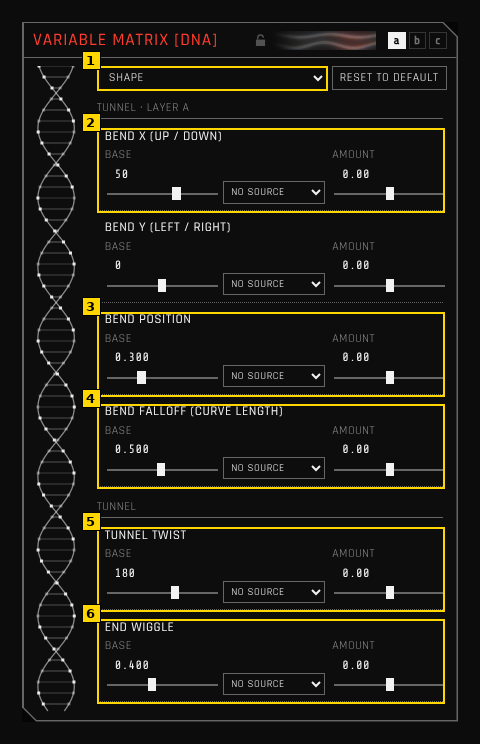 VARIABLE MATRIX [DNA]
a b c
1
SHAPE
RESET TO DEFAULT
TUNNEL · LAYER A
2
BEND X (UP / DOWN)
BASE AMOUNT
50 0.00
NO SOURCE
BEND Y (LEFT / RIGHT)
BASE AMOUNT
0 0.00
NO SOURCE
3
BEND POSITION
BASE AMOUNT
0.300 0.00
NO SOURCE
4
BEND FALLOFF (CURVE LENGTH)
BASE AMOUNT
0.500 0.00
NO SOURCE
TUNNEL
5
TUNNEL TWIST
BASE AMOUNT
180 0.00
NO SOURCE
6
END WIGGLE
BASE AMOUNT
0.400 0.00
NO SOURCE